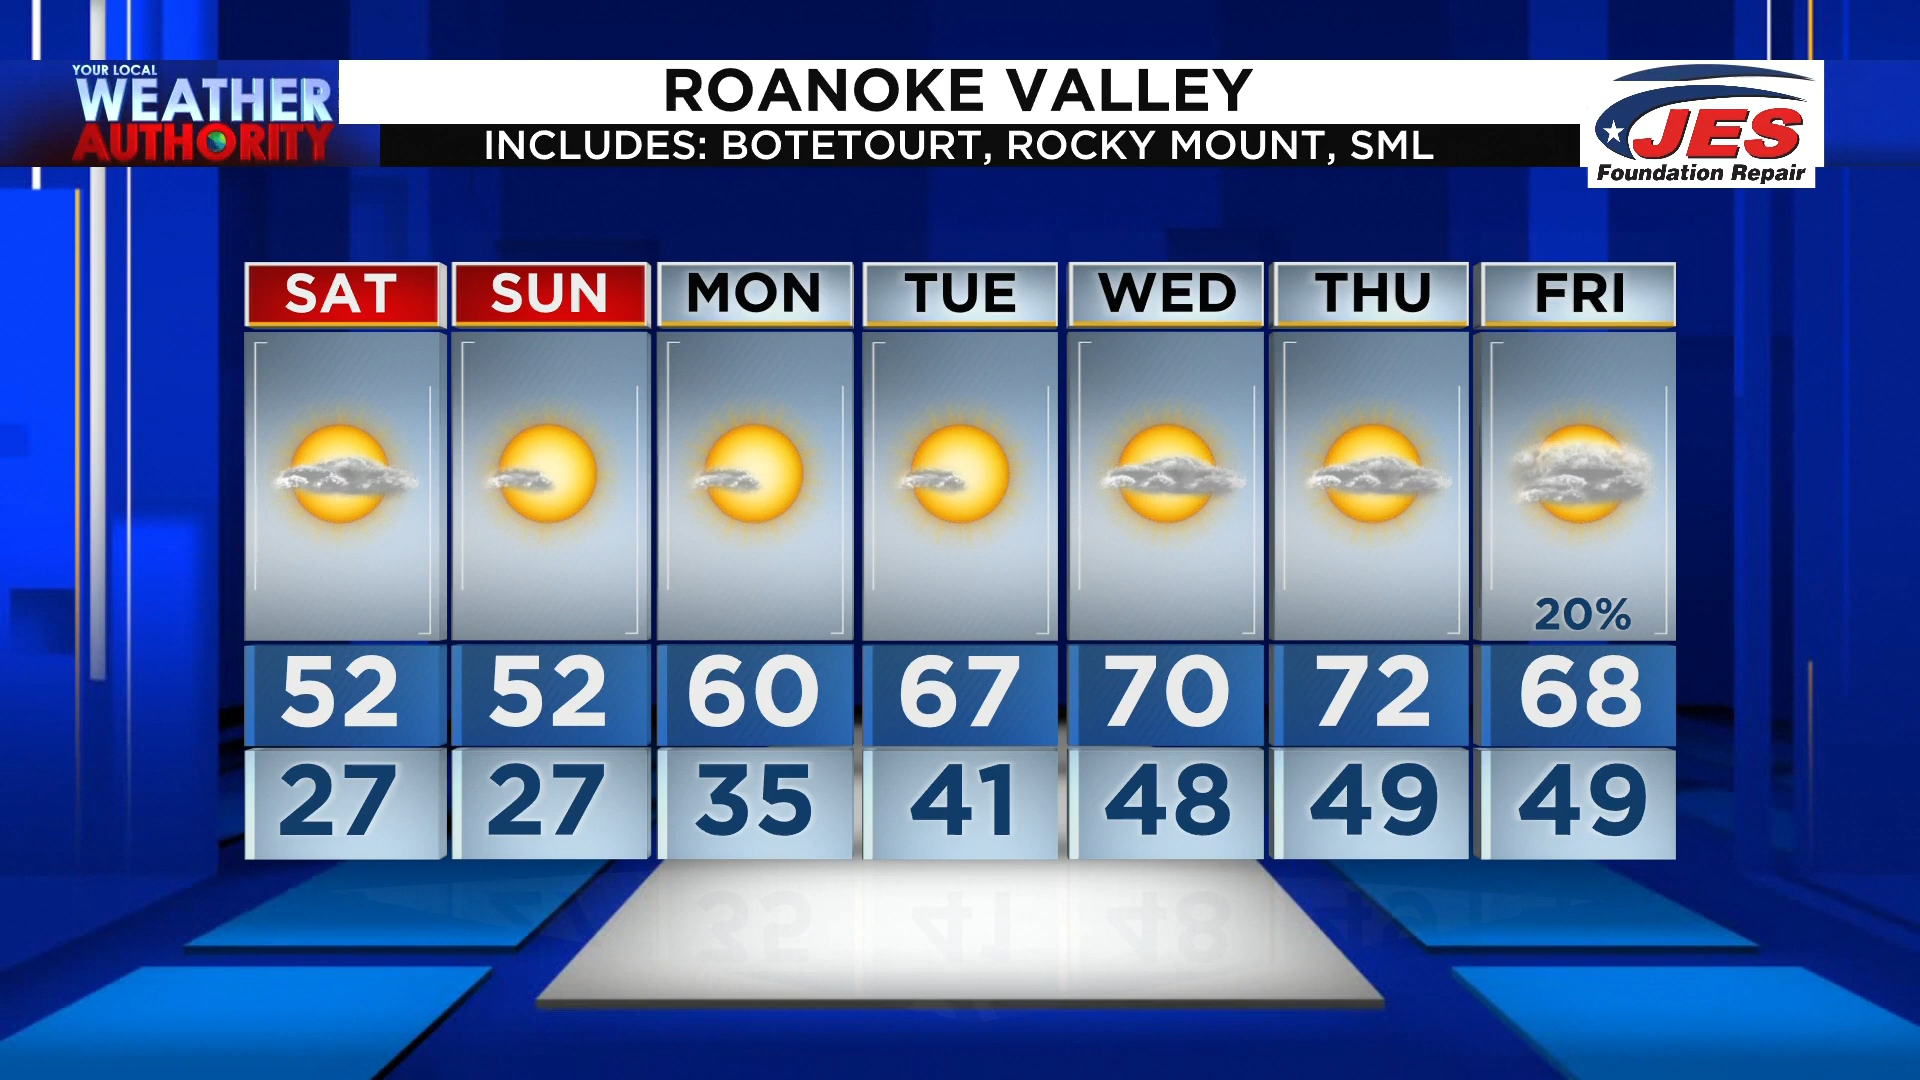 YOUR LOCAL
WEATHER
AUTHORITY
ROANOKE VALLEY
INCLUDES: BOTETOURT, ROCKY MOUNT, SML
JES
Foundation Repair
SAT SUN MON TUE WED THU FRI
20%
52 52 60 67 70 72 68
27 27 35 41 48 49 49